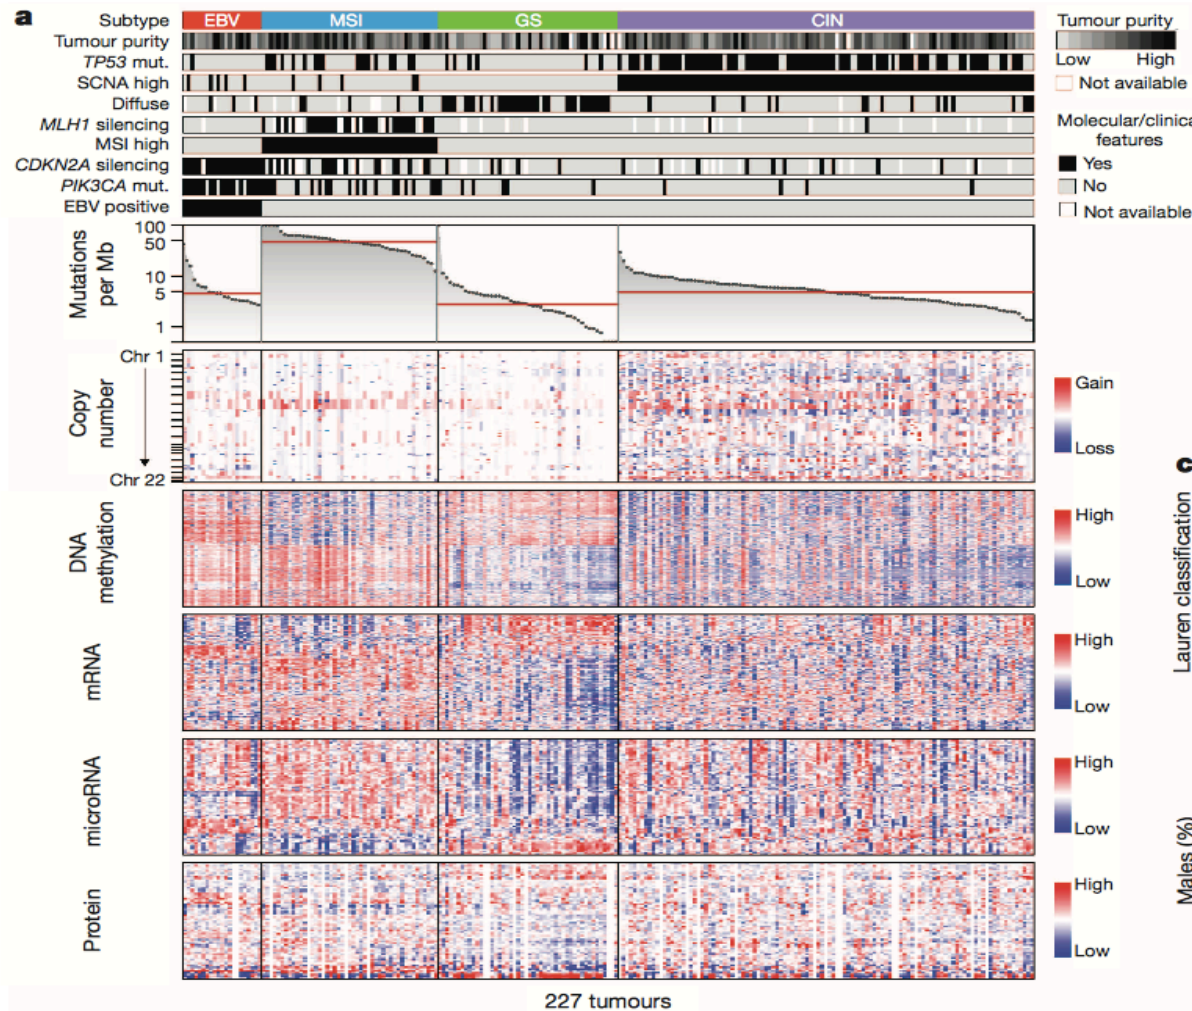 a
Subtype EBV MSI GS CIN
Tumour purity
TP53 mut.
SCNA high
Diffuse
MLH1 silencing
MSI high
CDKN2A silencing
PIK3CA mut.
EBV positive
Tumour purity
Low High
Not available
Molecular/clinica
features
Yes
No
Not available
Mutations
per Mb
100
50
10
5
1
Copy
number
Chr 1
Chr 22
Gain
Loss
DNA
methylation
High
Low
mRNA
High
Low
microRNA
High
Low
Protein
High
Low
227 tumours
c
Lauren classification
Males (%)